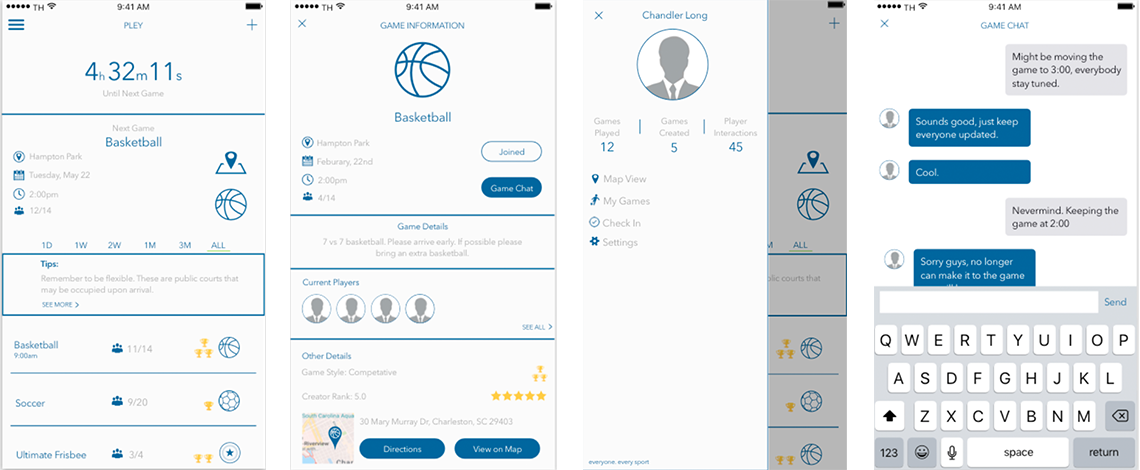 TH 9:41 AM
PLEY
4h 32m 11s
Until Next Game
Next Game
Basketball
Hampton Park
Tuesday, May 22
2:00pm
12/14
1D 1W 2W 1M 3M ALL
Tips:
Remember to be flexible. These are public courts that
may be occupied upon arrival.
SEE MORE >
Basketball
9:00am
11/14
Soccer
9/20
Ultimate Frisbee
3/4
TH 9:41 AM
GAME INFORMATION
Basketball
Hampton Park
Feburary, 22nd
2:00pm
4/14
Joined
Game Chat
Game Details
7 vs 7 basketball. Please arrive early. If possible please
bring an extra basketball.
Current Players
SEE ALL >
Other Details
Game Style: Competative
Creator Rank: 5.0
South Carolina Aqua
Riverview
Char
30 Mary Murray Dr, Charleston, SC 29403
Directions
View on Map
Chandler Long
Games
Played
12
Games
Created
5
Player
Interactions
45
Map View
My Games
Check In
Settings
everyone. every sport
M ALL
public courts that
TH 9:41 AM
GAME CHAT
Might be moving the
game to 3:00, everybody
stay tuned.
Sounds good, just keep
everyone updated.
Cool.
Nevermind. Keeping the
game at 2:00
Sorry guys, no longer
can make it to the game
Send
Q W E R T Y U I O P
A S D F G H J K L
Z X C V B N M
123
space
return